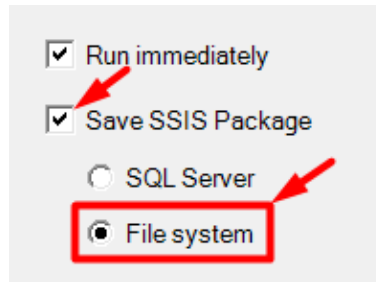 Run immediately
Save SSIS Package
SQL Server
File system